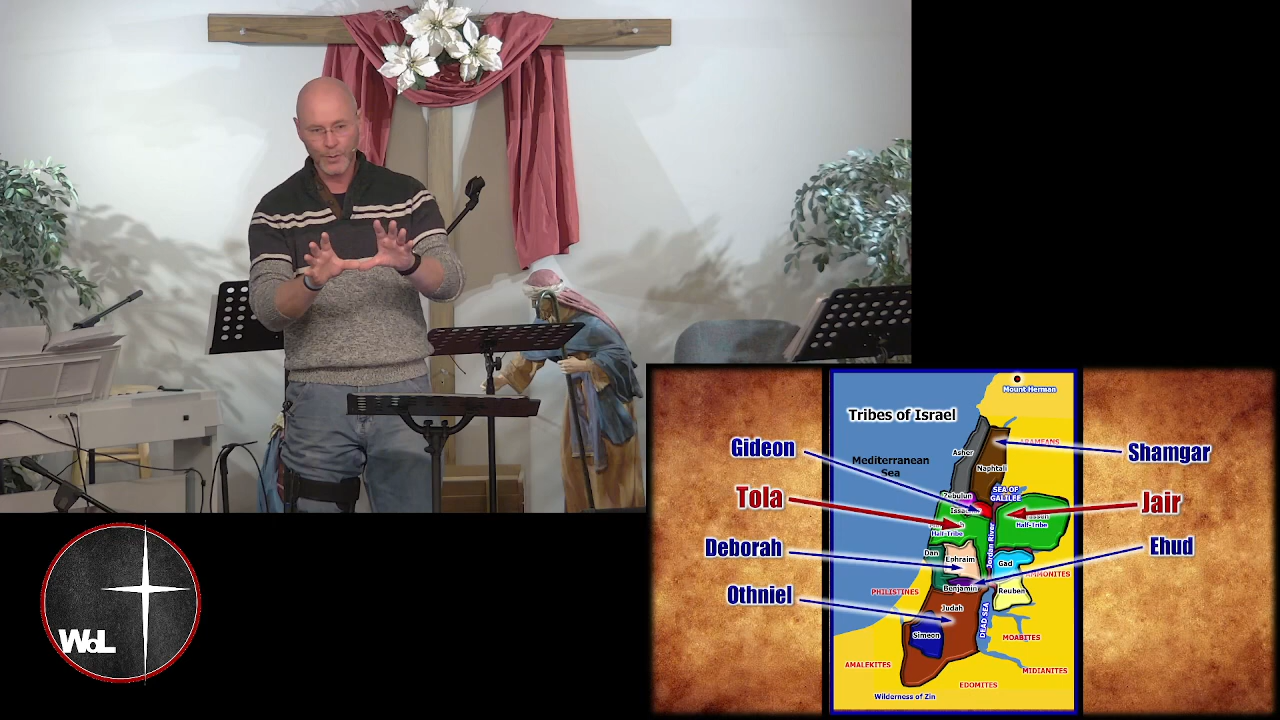 WoL
Mount Herman
Tribes of Israel
Gideon
ARAMEANS
Shamgar
Asher
Mediterranean
Sea
Naphtali
Tola
Zebulun
SEA OF
GALILEE
Jair
Half-Tribe
Half-Tribe
Deborah
Dan
Jordan River
Ehud
Ephraim
Gad
AMMONITES
Othniel
PHILISTINES
Benjamin
Reuben
Judah
DEAD SEA
Simeon
MOABITES
AMALEKITES
MIDIANITES
EDOMITES
Wilderness of Zin